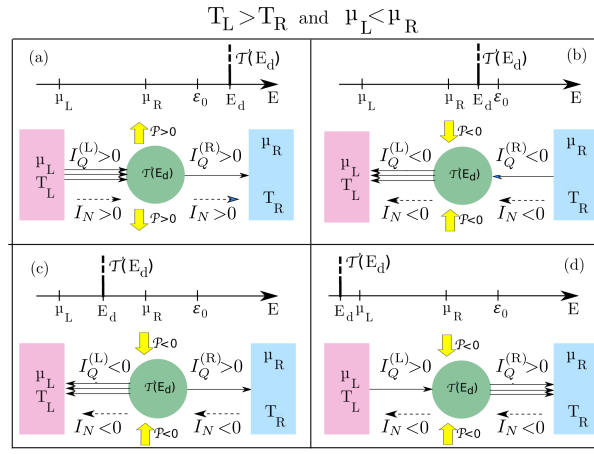 T_L > T_R and μ_L < μ_R
(a)
𝒯(E_d)
μ_L μ_R ε_0 E_d E
μ_L
T_L
I_Q^(L)>0
I_N>0
𝒫>0
𝒯(E_d)
𝒫>0
I_Q^(R)>0
I_N>0
μ_R
T_R
(b)
𝒯(E_d)
μ_L μ_R E_d ε_0 E
μ_L
T_L
I_Q^(L)<0
I_N<0
𝒫<0
𝒯(E_d)
𝒫<0
I_Q^(R)<0
I_N<0
μ_R
T_R
(c)
𝒯(E_d)
μ_L E_d μ_R ε_0 E
μ_L
T_L
I_Q^(L)<0
I_N<0
𝒫<0
𝒯(E_d)
𝒫<0
I_Q^(R)>0
I_N<0
μ_R
T_R
(d)
𝒯(E_d)
E_d μ_L μ_R ε_0 E
μ_L
T_L
I_Q^(L)>0
I_N<0
𝒫<0
𝒯(E_d)
𝒫<0
I_Q^(R)>0
I_N<0
μ_R
T_R